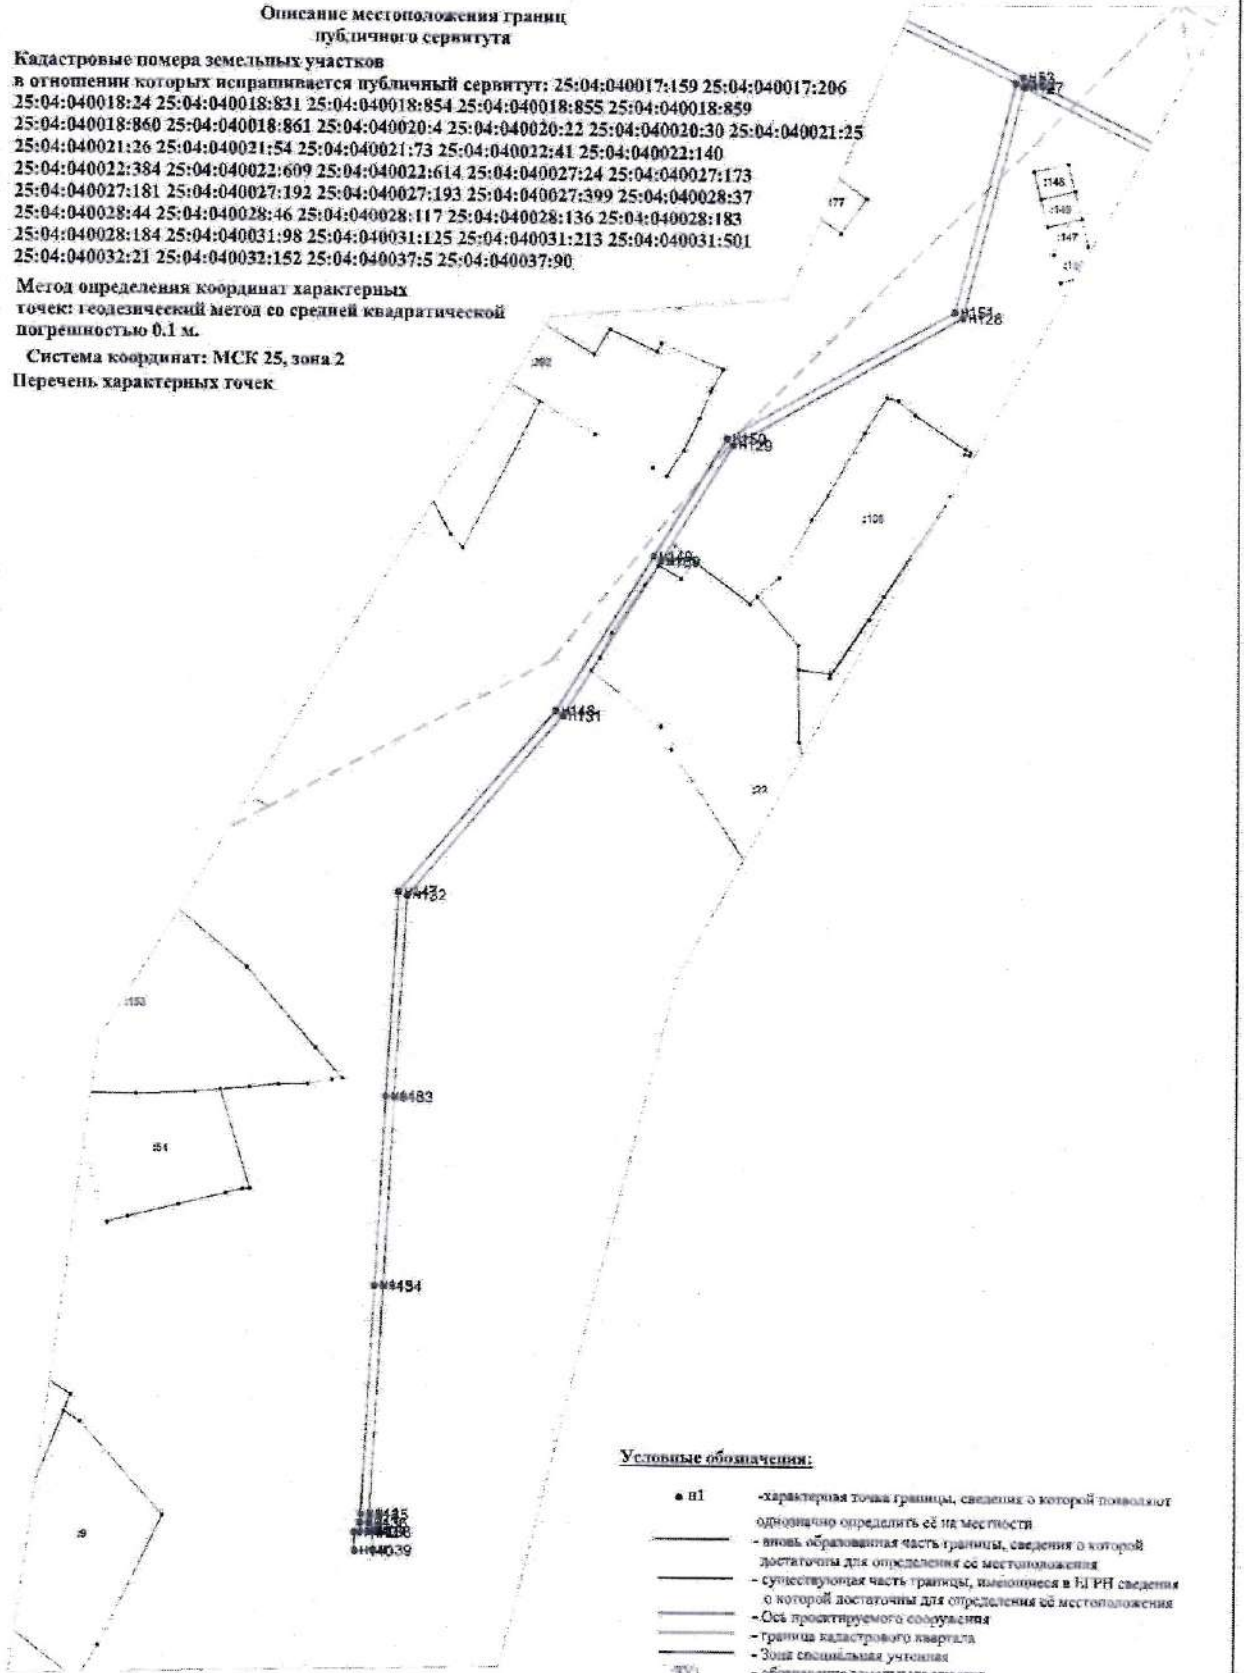 Описание местоположения границ
публичного сервитута
Кадастровые номера земельных участков
в отношении которых испрашивается публичный сервитут: 25:04:040017:159 25:04:040017:206
25:04:040018:24 25:04:040018:831 25:04:040018:854 25:04:040018:855 25:04:040018:859
25:04:040018:860 25:04:040018:861 25:04:040020:4 25:04:040020:22 25:04:040020:30 25:04:040021:25
25:04:040021:26 25:04:040021:54 25:04:040021:73 25:04:040022:41 25:04:040022:140
25:04:040022:384 25:04:040022:609 25:04:040022:614 25:04:040027:24 25:04:040027:173
25:04:040027:181 25:04:040027:192 25:04:040027:193 25:04:040027:399 25:04:040028:37
25:04:040028:44 25:04:040028:46 25:04:040028:117 25:04:040028:136 25:04:040028:183
25:04:040028:184 25:04:040031:98 25:04:040031:125 25:04:040031:213 25:04:040031:501
25:04:040032:21 25:04:040032:152 25:04:040037:5 25:04:040037:90
Метод определения координат характерных
точек: геодезический метод со средней квадратической
погрешностью 0.1 м.
Система координат: МСК 25, зона 2
Перечень характерных точек
:148
:77
:147
н128
н129
:106
н131
:22
н132
:153
:51
:9
Условные обозначения:
н1 -характерная точка границы, сведения о которой позволяют
однозначно определить её на местности
- вновь образованная часть границы, сведения о которой
достаточны для определения её местоположения
- существующая часть границы, имеющиеся в ЕГРН сведения
о которой достаточны для определения её местоположения
- Ось проектируемого сооружения
- граница кадастрового квартала
- Зона специальная учтенная